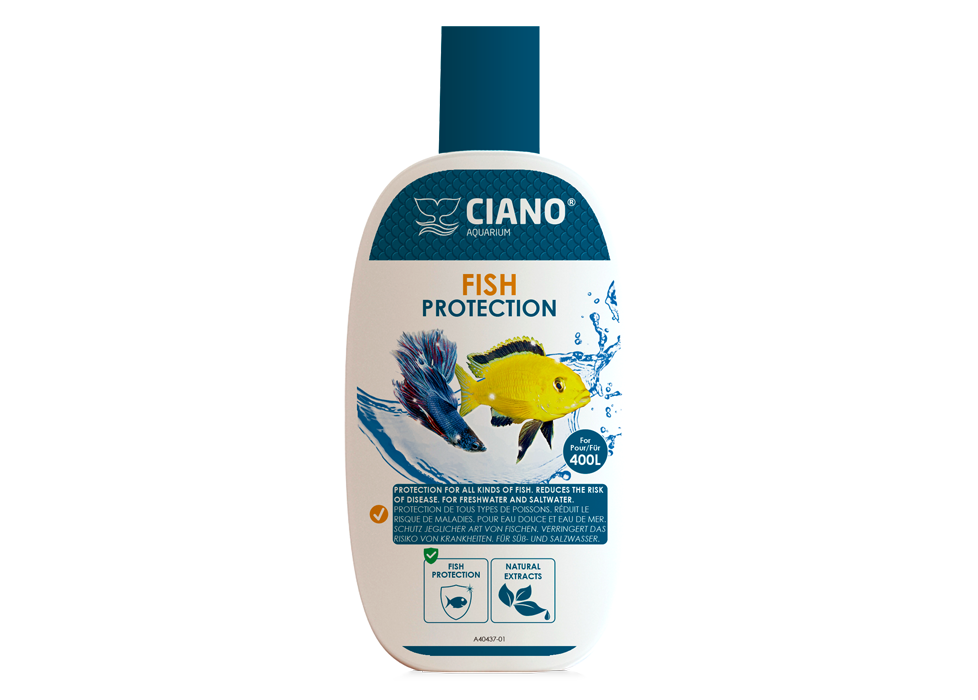 CIANO®
AQUARIUM
FISH
PROTECTION
For
Pour/Für
400L
PROTECTION FOR ALL KINDS OF FISH. REDUCES THE RISK
OF DISEASE. FOR FRESHWATER AND SALTWATER.
PROTECTION DE TOUS TYPES DE POISSONS. RÉDUIT LE
RISQUE DE MALADIES. POUR EAU DOUCE ET EAU DE MER.
SCHUTZ JEGLICHER ART VON FISCHEN. VERRINGERT DAS
RISIKO VON KRANKHEITEN. FÜR SÜß- UND SALZWASSER.
FISH
PROTECTION
NATURAL
EXTRACTS
A40437-01